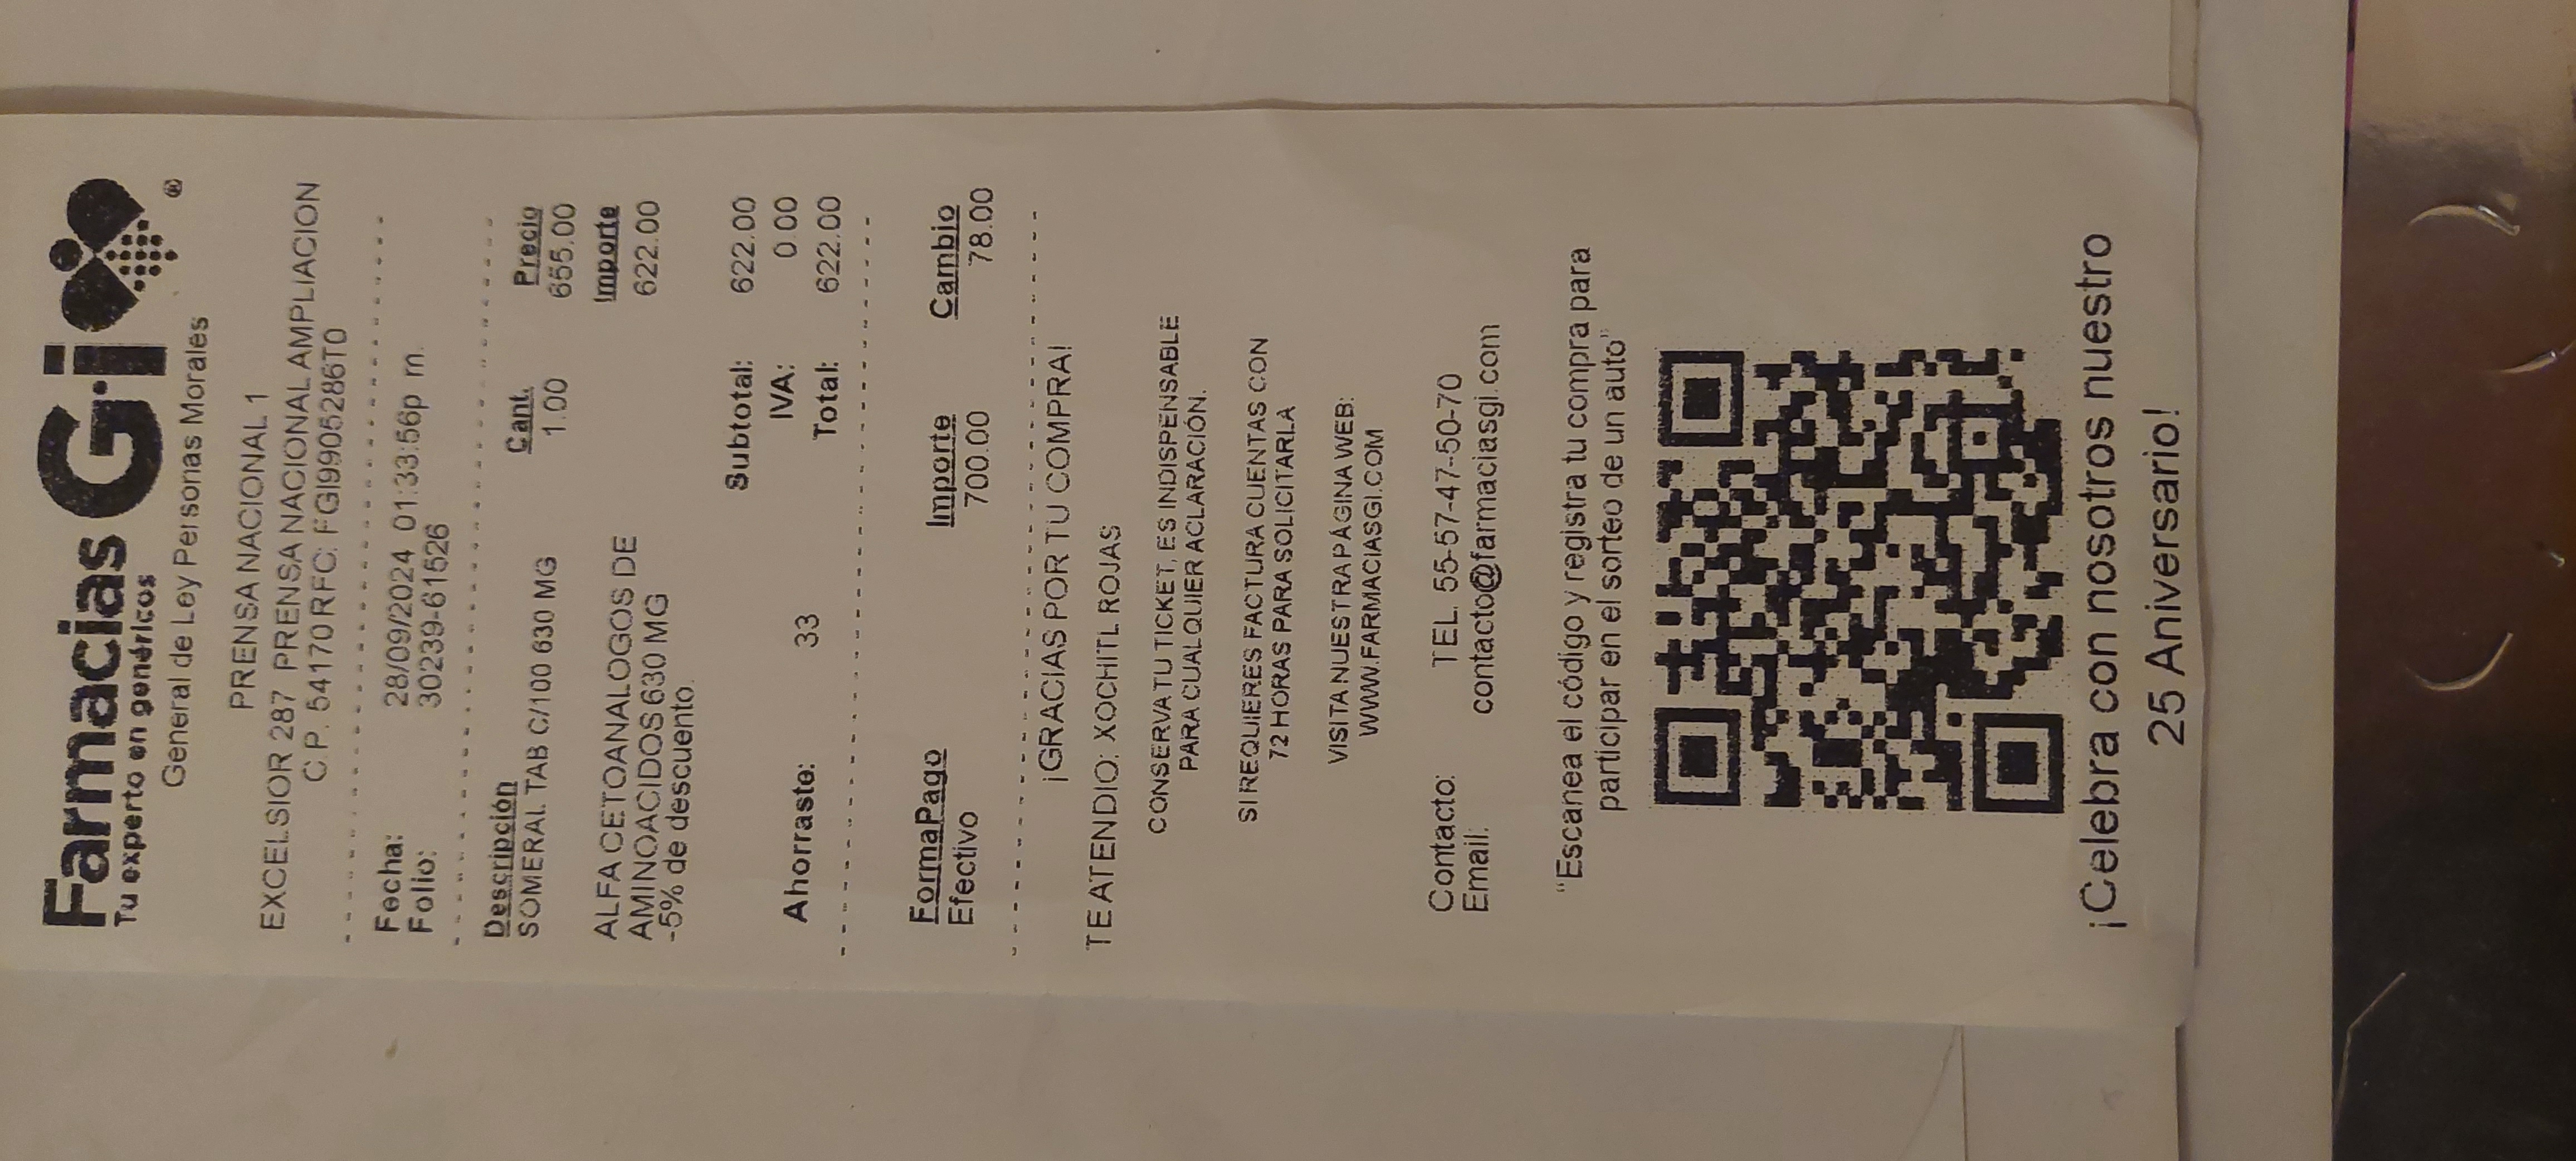 Farmacias Gi
®
Tu experto en genéricos
General de Ley Personas Morales
PRENSA NACIONAL 1
EXCELSIOR 287 PRENSA NACIONAL AMPLIACION
C.P. 54170 RFC: FGI9905286T0
Fecha: 28/09/2024 01:33:56p m.
Folio: 30239-61526
Descripción Cant. Precio
SOMERAL TAB C/100 630 MG 1.00 655.00
Importe
ALFA CETOANALOGOS DE 622.00
AMINOACIDOS 630 MG
-5% de descuento.
Subtotal: 622.00
IVA: 0.00
Ahorraste: 33 Total: 622.00
FormaPago Importe Cambio
Efectivo 700.00 78.00
¡GRACIAS POR TU COMPRA!
TE ATENDIO: XOCHITL ROJAS
CONSERVA TU TICKET, ES INDISPENSABLE
PARA CUALQUIER ACLARACIÓN.
SI REQUIERES FACTURA CUENTAS CON
72 HORAS PARA SOLICITARLA
VISITA NUESTRA PÁGINA WEB:
WWW.FARMACIASGI.COM
Contacto: TEL. 55-57-47-50-70
Email: contacto@farmaciasgi.com
"Escanea el código y registra tu compra para
participar en el sorteo de un auto"
¡Celebra con nosotros nuestro
25 Aniversario!